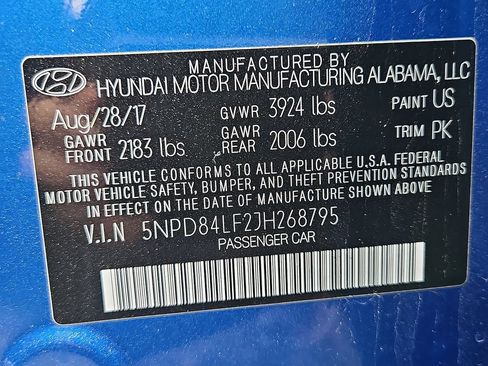 MANUFACTURED BY
HYUNDAI MOTOR MANUFACTURING ALABAMA, LLC
Aug/28/17 GVWR 3924 lbs PAINT US
GAWR FRONT 2183 lbs GAWR REAR 2006 lbs TRIM PK
THIS VEHICLE CONFORMS TO ALL APPLICABLE U.S.A. FEDERAL
MOTOR VEHICLE SAFETY, BUMPER, AND THEFT PREVENTION STANDARDS
IN EFFECT ON THE DATE OF MANUFACTURE SHOWN ABOVE.
V.I.N 5NPD84LF2JH268795
PASSENGER CAR